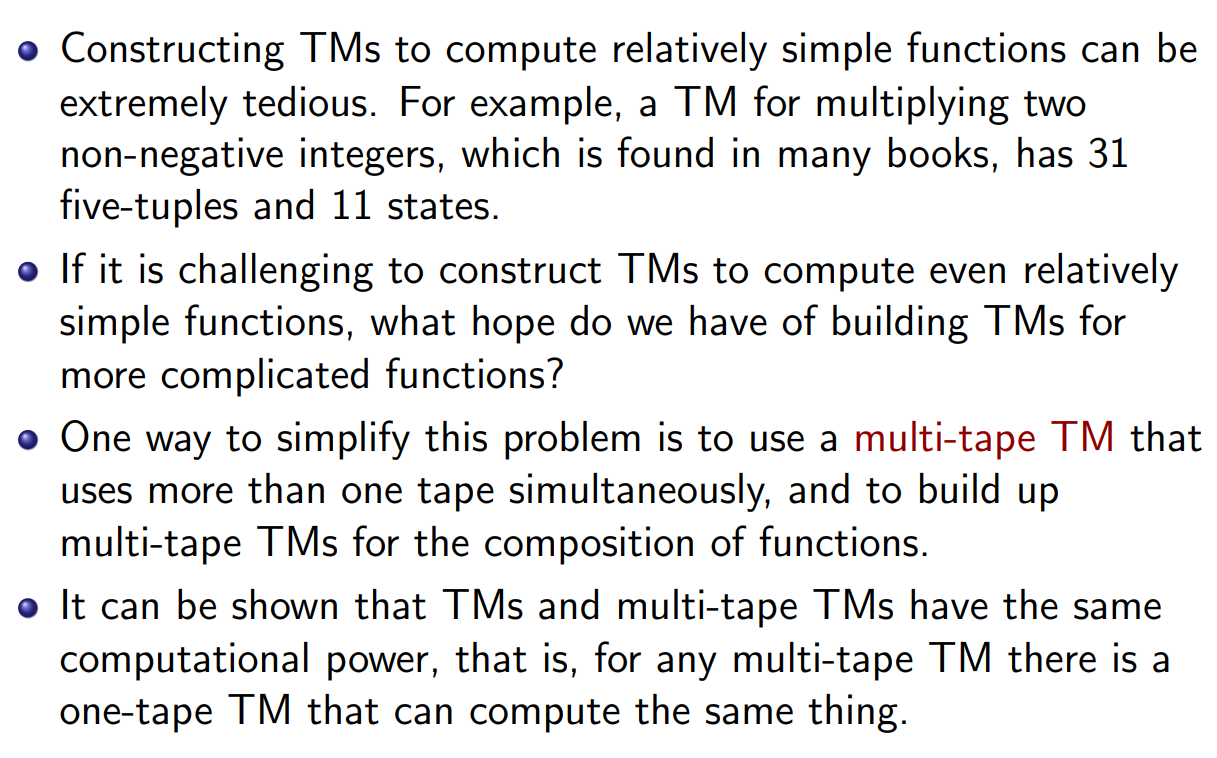 Constructing TMs to compute relatively simple functions can be
extremely tedious. For example, a TM for multiplying two
non-negative integers, which is found in many books, has 31
five-tuples and 11 states.
If it is challenging to construct TMs to compute even relatively
simple functions, what hope do we have of building TMs for
more complicated functions?
One way to simplify this problem is to use a multi-tape TM that
uses more than one tape simultaneously, and to build up
multi-tape TMs for the composition of functions.
It can be shown that TMs and multi-tape TMs have the same
computational power, that is, for any multi-tape TM there is a
one-tape TM that can compute the same thing.